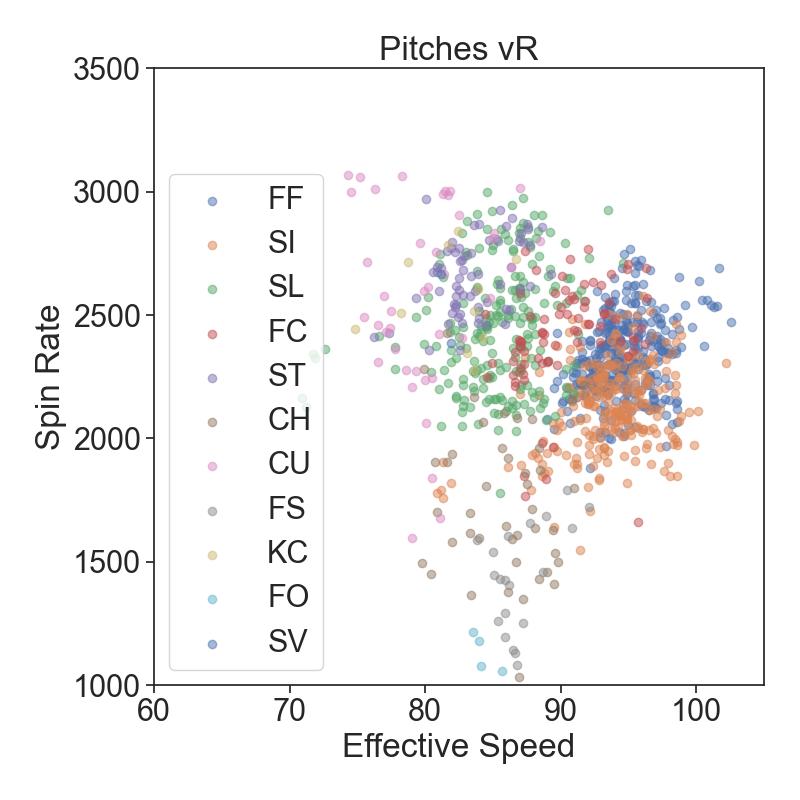 Pitches vR
Spin Rate
3500
3000
2500
2000
1500
1000
FF
SI
SL
FC
ST
CH
CU
FS
KC
FO
SV
60 70 80 90 100
Effective Speed